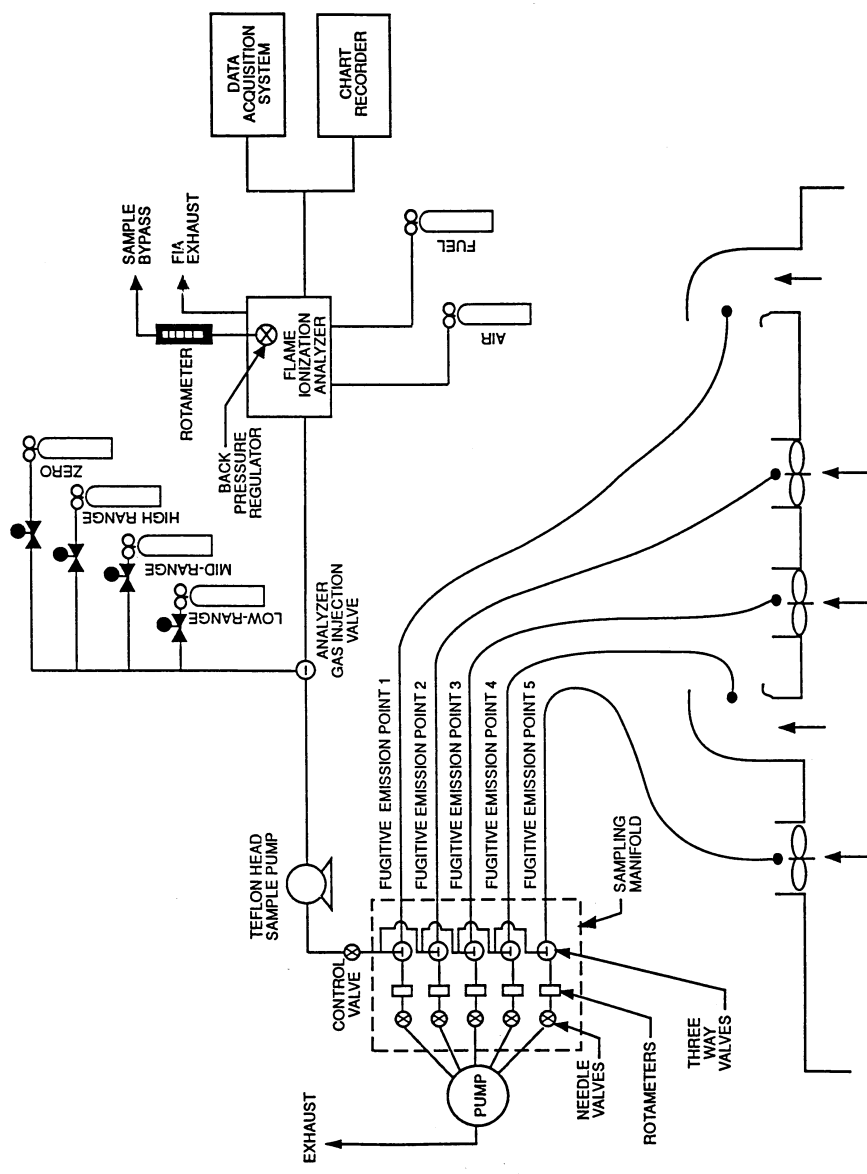 DATA
ACQUISITION
SYSTEM
CHART
RECORDER
SAMPLE
BYPASS
FIA
EXHAUST
ROTAMETER
FLAME
IONIZATION
ANALYZER
BACK
PRESSURE
REGULATOR
FUEL
AIR
ZERO
HIGH RANGE
MID-RANGE
LOW-RANGE
ANALYZER
GAS INJECTION
VALVE
TEFLON HEAD
SAMPLE PUMP
CONTROL
VALVE
FUGITIVE EMISSION POINT 1
FUGITIVE EMISSION POINT 2
FUGITIVE EMISSION POINT 3
FUGITIVE EMISSION POINT 4
FUGITIVE EMISSION POINT 5
SAMPLING
MANIFOLD
THREE
WAY
VALVES
ROTAMETERS
NEEDLE
VALVES
PUMP
EXHAUST